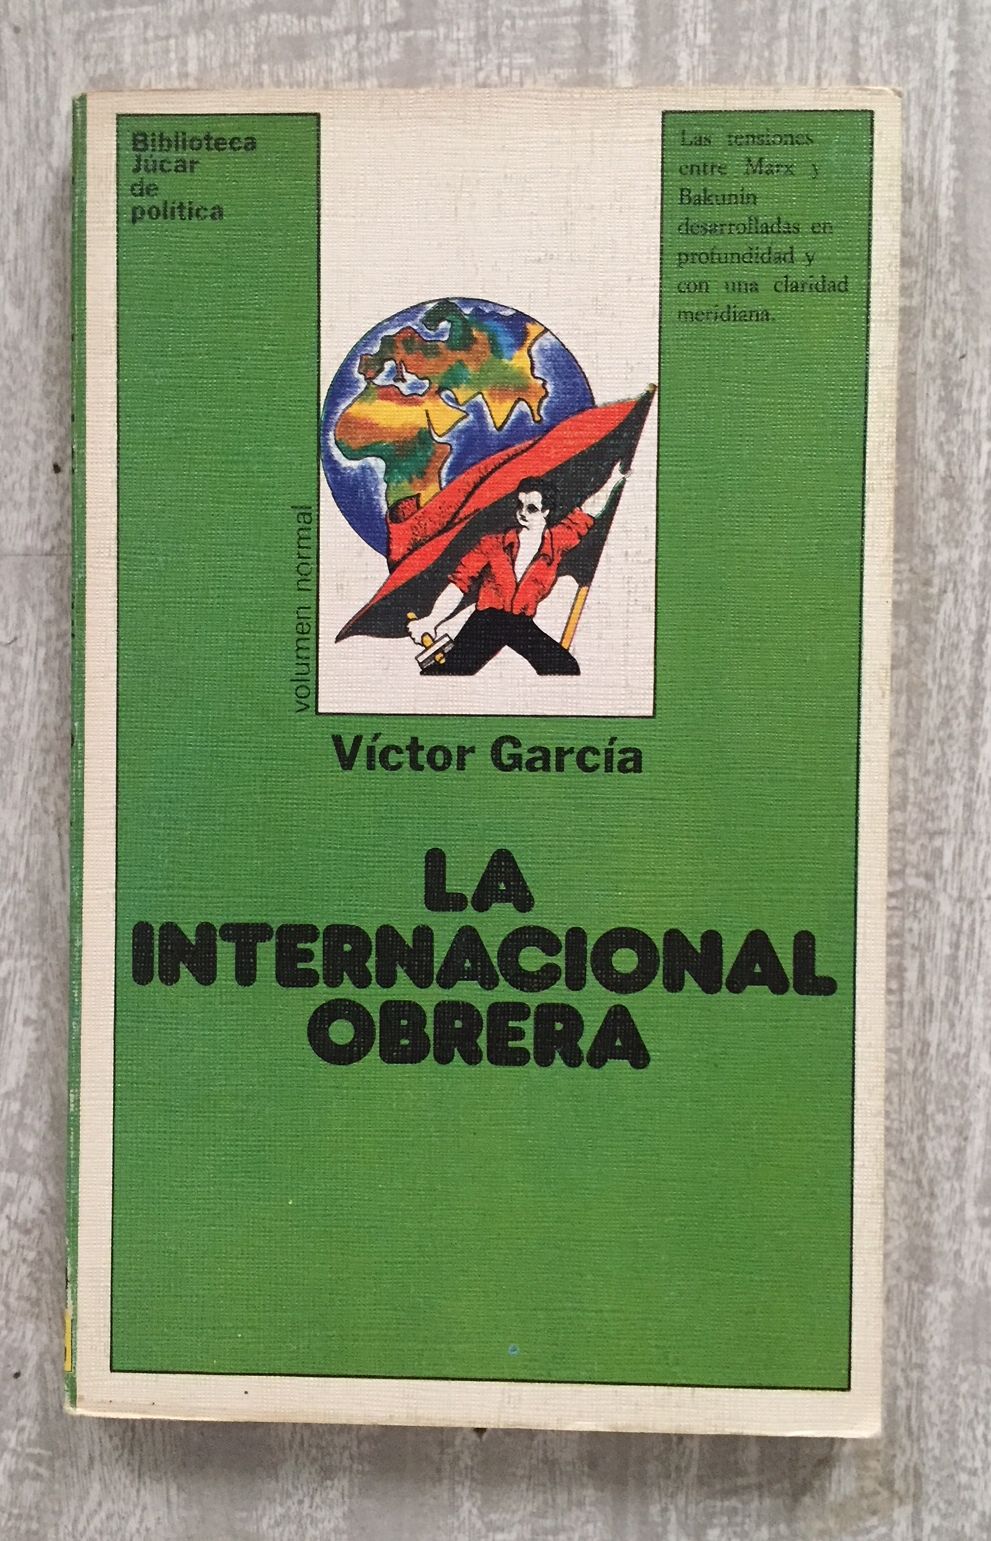 Biblioteca
Júcar
de
política
Las tensiones
entre Marx y
Bakunin
desarrolladas en
profundidad y
con una claridad
meridiana.
volumen normal
Víctor García
LA
INTERNACIONAL
OBRERA